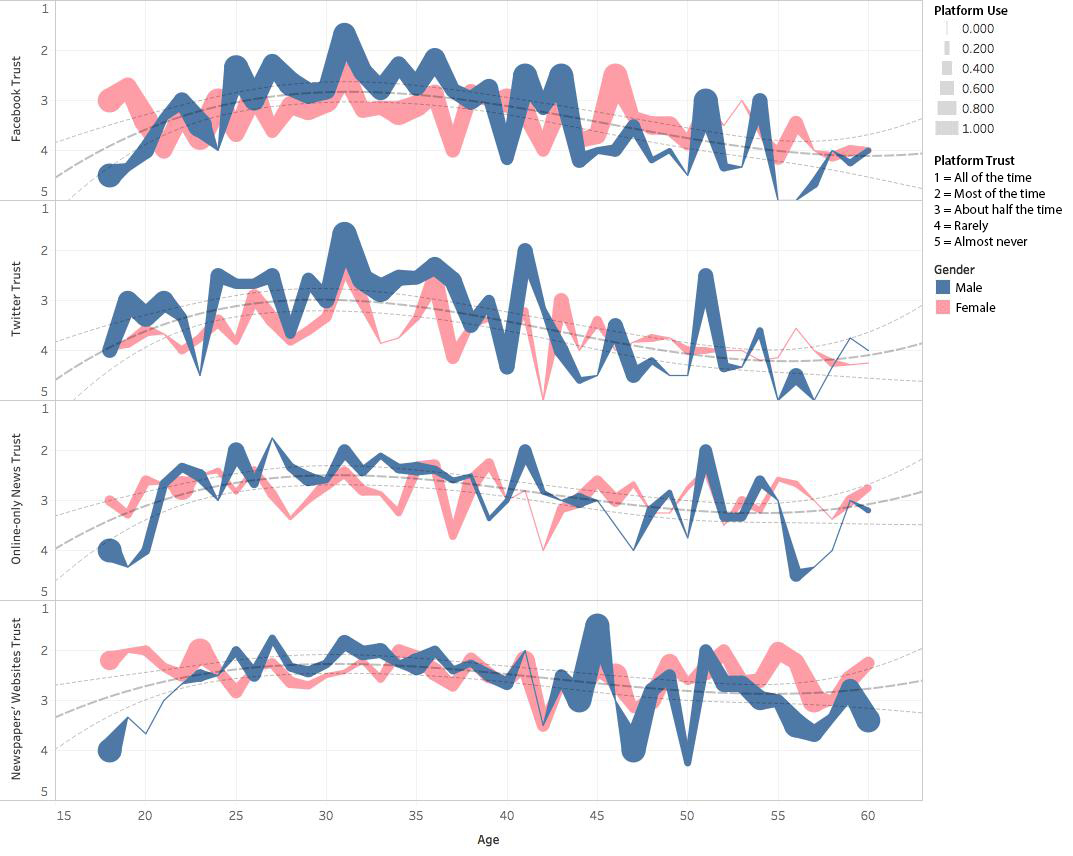 Facebook Trust
1
2
3
4
5
Twitter Trust
1
2
3
4
5
Online-only News Trust
1
2
3
4
5
Newspapers' Websites Trust
1
2
3
4
5
15 20 25 30 35 40 45 50 55 60
Age
Platform Use
0.000
0.200
0.400
0.600
0.800
1.000
Platform Trust
1 = All of the time
2 = Most of the time
3 = About half the time
4 = Rarely
5 = Almost never
Gender
Male
Female